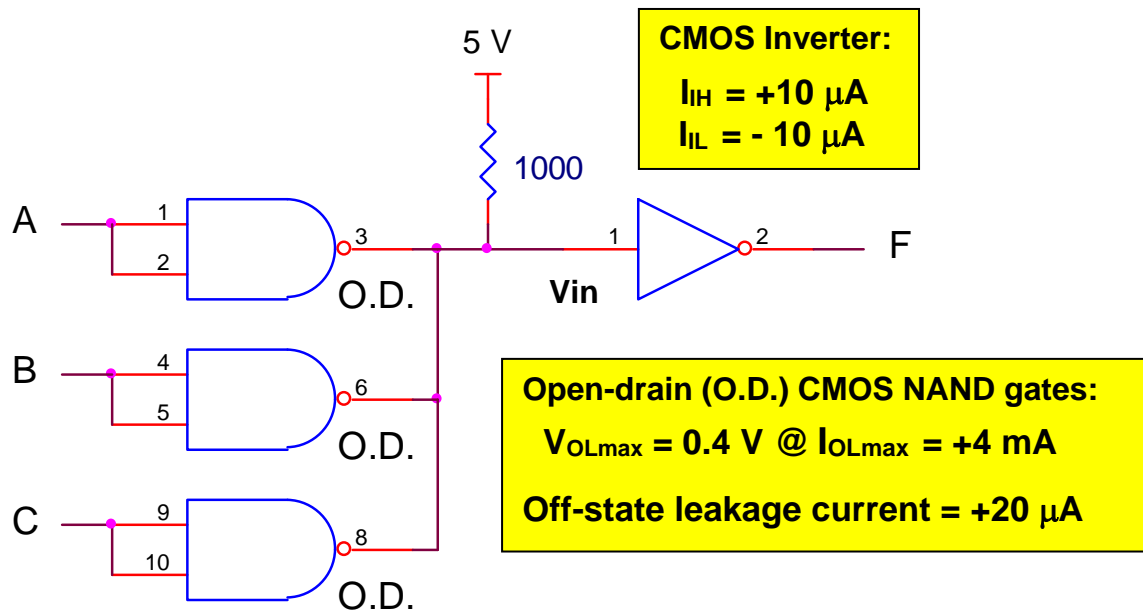 5 V
CMOS Inverter:
IIH = +10 μA
IIL = - 10 μA
1000
A
1
2
3
O.D.
1
Vin
2
F
B
4
5
6
O.D.
Open-drain (O.D.) CMOS NAND gates:
VOLmax = 0.4 V @ IOLmax = +4 mA
Off-state leakage current = +20 μA
C
9
10
8
O.D.